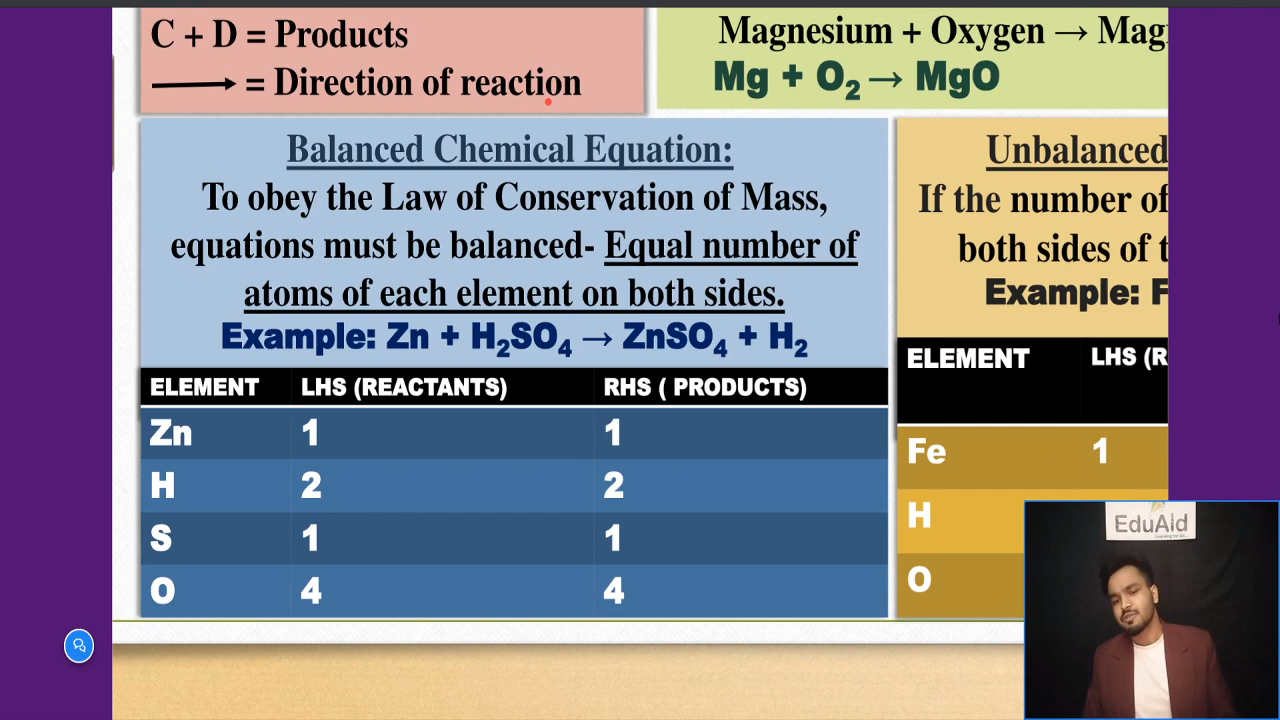 C + D = Products
= Direction of reaction
Magnesium + Oxygen → Mag
Mg + O₂ → MgO
Balanced Chemical Equation:
To obey the Law of Conservation of Mass,
equations must be balanced- Equal number of
atoms of each element on both sides.
Example: Zn + H₂SO₄ → ZnSO₄ + H₂
ELEMENT LHS (REACTANTS) RHS ( PRODUCTS)
Zn 1 1
H 2 2
S 1 1
O 4 4
Unbalanced
If the number of
both sides of t
Example: F
ELEMENT LHS (R
Fe 1
H
O
EduAid